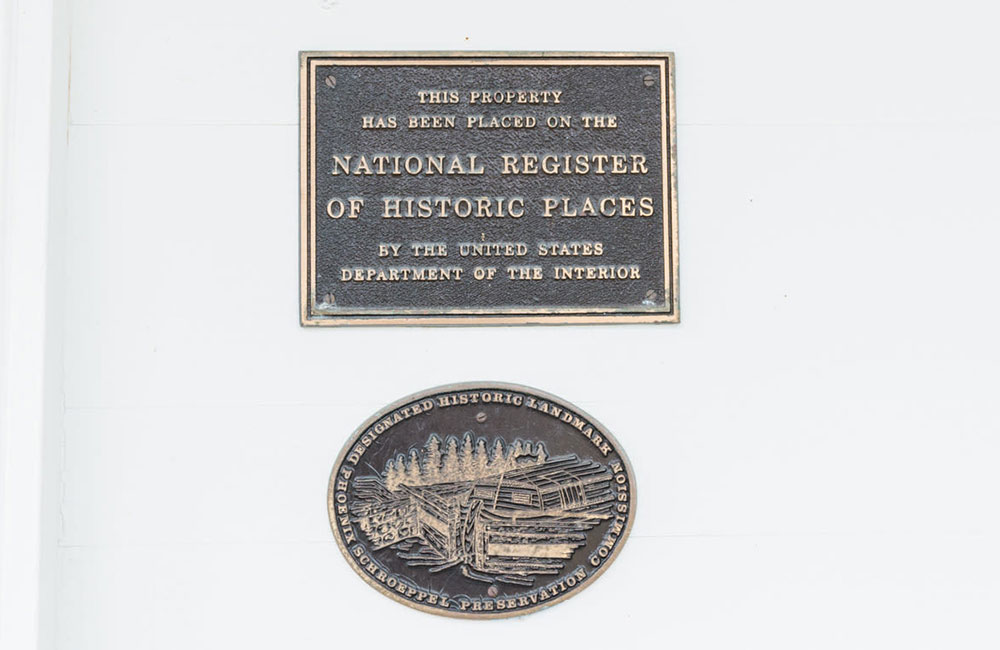 THIS PROPERTY
HAS BEEN PLACED ON THE
NATIONAL REGISTER
OF HISTORIC PLACES
BY THE UNITED STATES
DEPARTMENT OF THE INTERIOR
DESIGNATED HISTORIC LANDMARK
PHOENIX SCHROEPPEL PRESERVATION COMMISSION